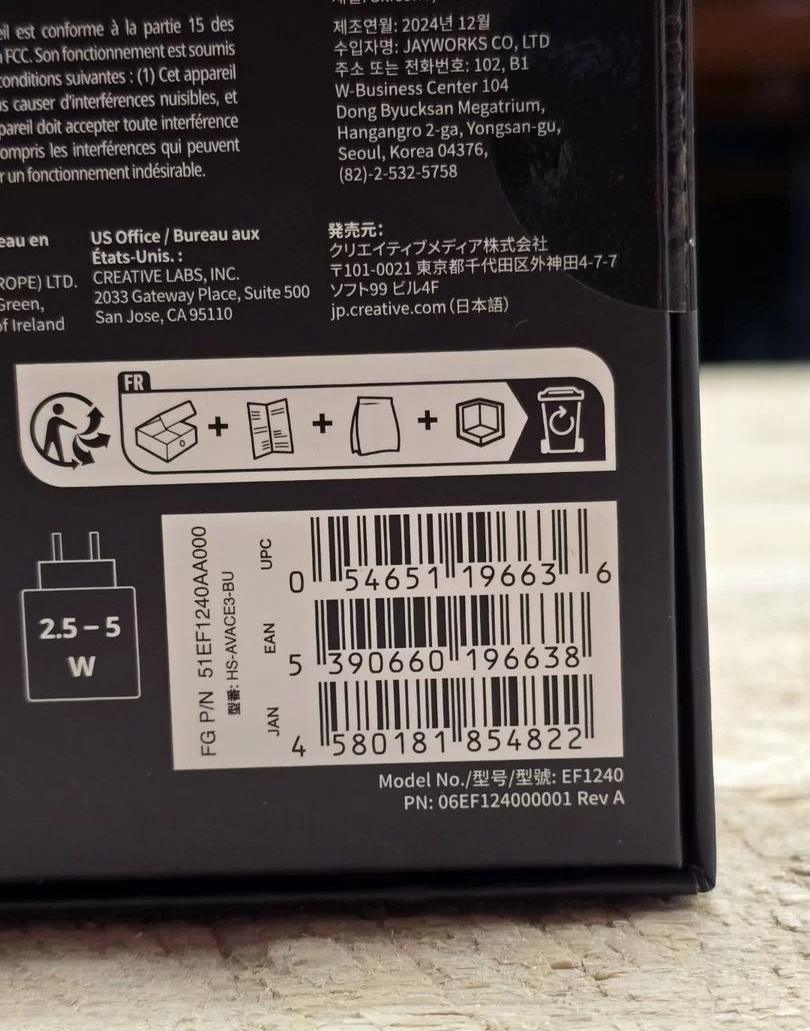 eil est conforme à la partie 15 des
FCC. Son fonctionnement est soumis
conditions suivantes : (1) Cet appareil
causer d'interférences nuisibles, et
pareil doit accepter toute interférence
ompris les interférences qui peuvent
r un fonctionnement indésirable.
제조연월: 2024년 12월
수입자명: JAYWORKS CO, LTD
주소 또는 전화번호: 102, B1
W-Business Center 104
Dong Byucksan Megatrium,
Hangangro 2-ga, Yongsan-gu,
Seoul, Korea 04376,
(82)-2-532-5758
eau en
ROPE) LTD.
Green,
of Ireland
US Office / Bureau aux
États-Unis. :
CREATIVE LABS, INC.
2033 Gateway Place, Suite 500
San Jose, CA 95110
発売元:
クリエイティブメディア株式会社
〒101-0021 東京都千代田区外神田4-7-7
ソフト99 ビル4F
jp.creative.com (日本語)
FR
2.5 – 5
W
FG P/N 51EF1240AA000
型番: HS-AVACE3-BU
UPC
0 54651 19663 6
EAN
5 390660 196638
JAN
4 580181 854822
Model No./型号/型號: EF1240
PN: 06EF124000001 Rev A